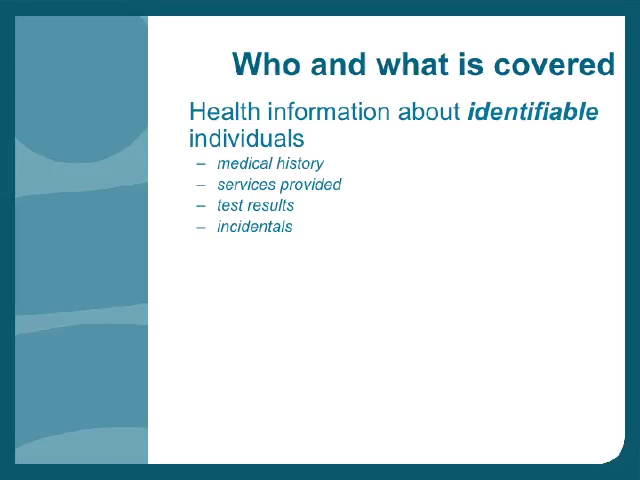 Who and what is covered
Health information about identifiable
individuals
– medical history
– services provided
– test results
– incidentals